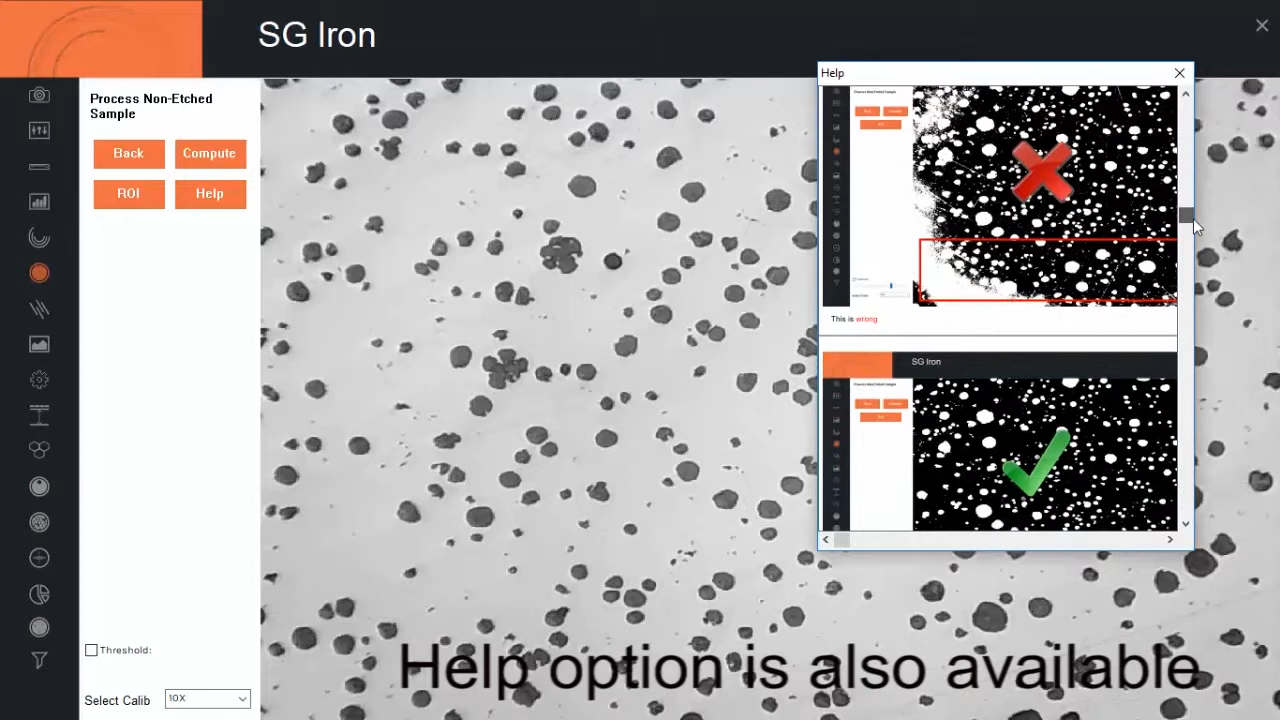 SG Iron
Help
Process Non-Etched
Sample
Back
Compute
ROI
Help
This is wrong.
SG Iron
Threshold:
Select Calib
10X
Help option is also available